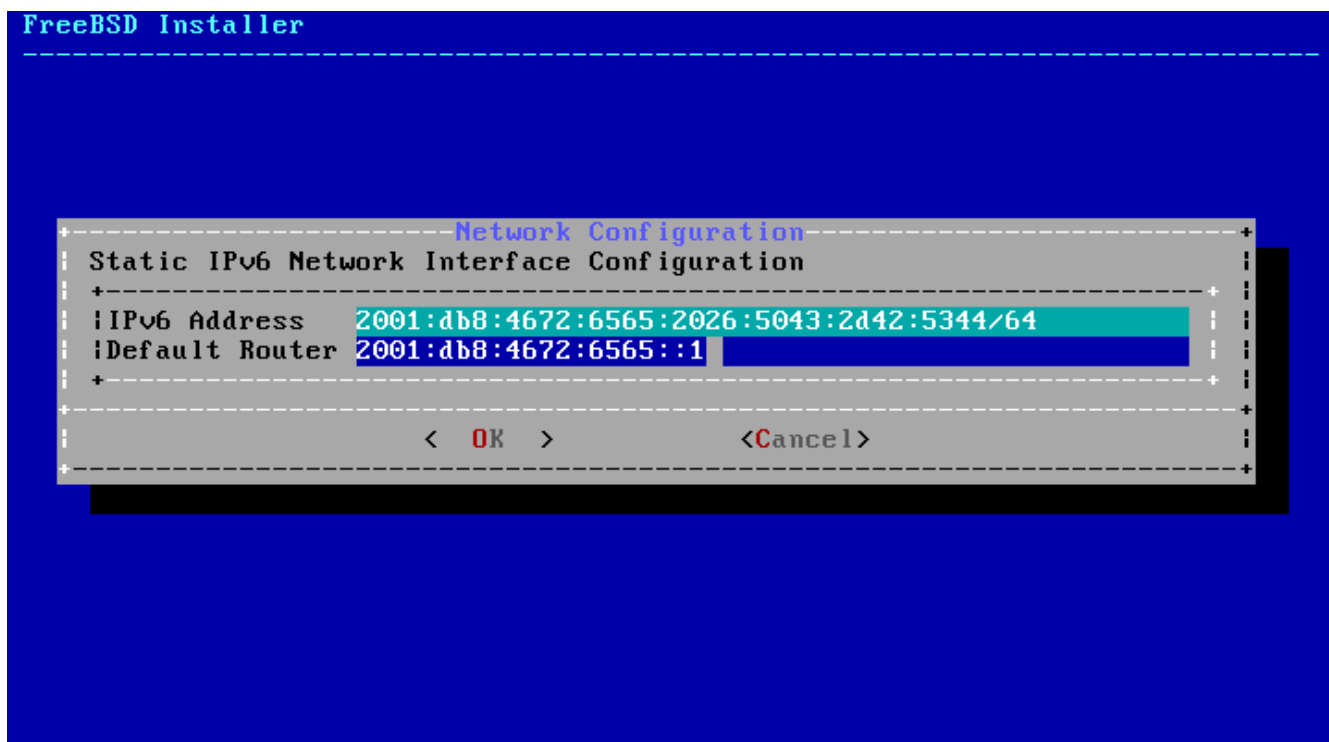 FreeBSD Installer
Network Configuration
Static IPv6 Network Interface Configuration
IPv6 Address 2001:db8:4672:6565:2026:5043:2d42:5344/64
Default Router 2001:db8:4672:6565::1
< OK > <Cancel>